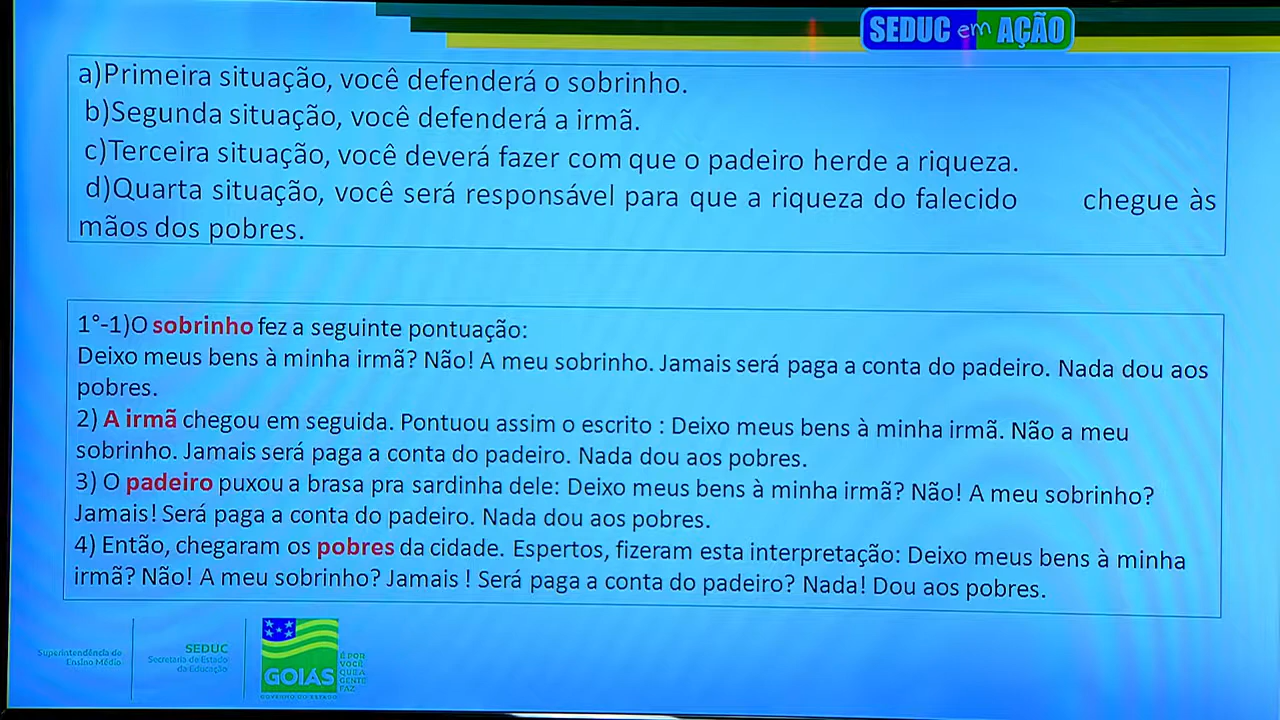 SEDUC em AÇÃO
a)Primeira situação, você defenderá o sobrinho.
b)Segunda situação, você defenderá a irmã.
c)Terceira situação, você deverá fazer com que o padeiro herde a riqueza.
d)Quarta situação, você será responsável para que a riqueza do falecido chegue às
mãos dos pobres.
1°-1)O sobrinho fez a seguinte pontuação:
Deixo meus bens à minha irmã? Não! A meu sobrinho. Jamais será paga a conta do padeiro. Nada dou aos
pobres.
2) A irmã chegou em seguida. Pontuou assim o escrito : Deixo meus bens à minha irmã. Não a meu
sobrinho. Jamais será paga a conta do padeiro. Nada dou aos pobres.
3) O padeiro puxou a brasa pra sardinha dele: Deixo meus bens à minha irmã? Não! A meu sobrinho?
Jamais! Será paga a conta do padeiro. Nada dou aos pobres.
4) Então, chegaram os pobres da cidade. Espertos, fizeram esta interpretação: Deixo meus bens à minha
irmã? Não! A meu sobrinho? Jamais ! Será paga a conta do padeiro? Nada! Dou aos pobres.
Superintendência de
Ensino Médio
SEDUC
Secretaria de Estado
da Educação
GOIÁS
GOVERNO DO ESTADO
É POR
VOCÊ
QUE A
GENTE
FAZ